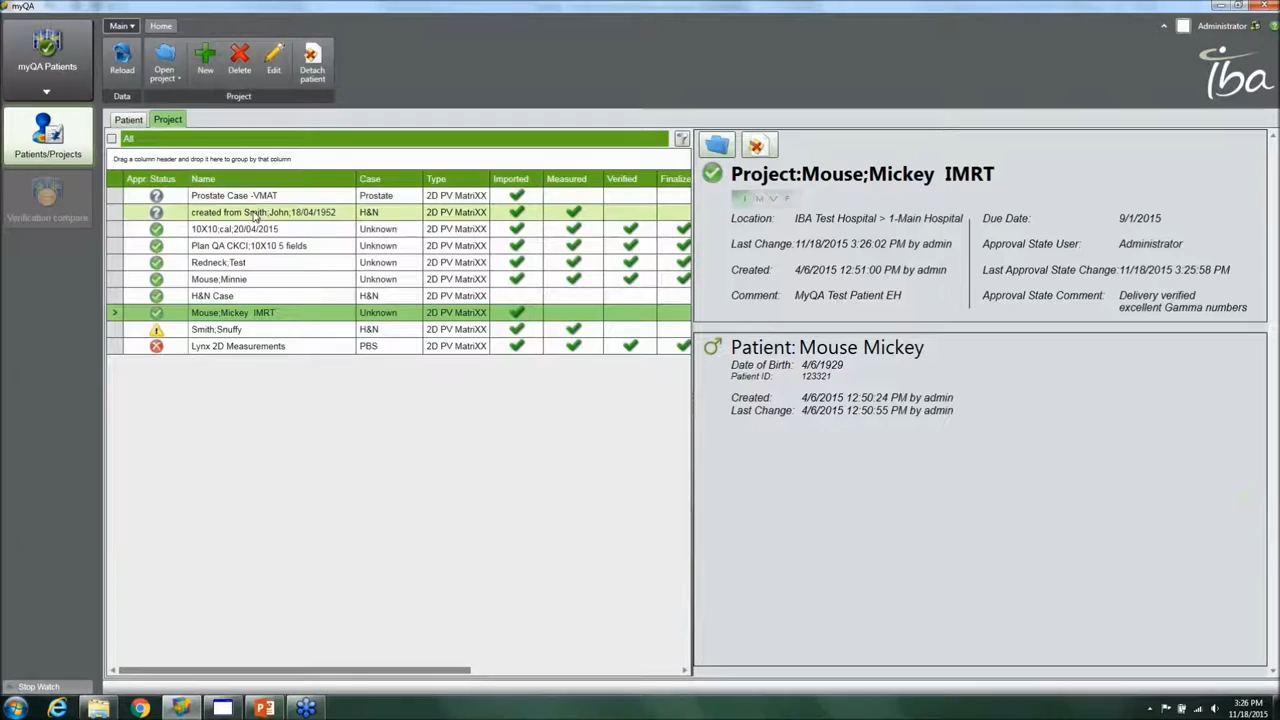 myQA
Main
Home
Administrator
myQA Patients
Reload
Open project
New
Delete
Edit
Detach patient
Data
Project
iba
Patients/Projects
Verification compare
Patient
Project
All
Drag a column header and drop it here to group by that column
Appr Status Name Case Type Imported Measured Verified Finalize
Prostate Case -VMAT Prostate 2D PV MatriXX
created from Smith;John;18/04/1952 H&N 2D PV MatriXX
10X10;cal;20/04/2015 Unknown 2D PV MatriXX
Plan QA CKCI;10X10 5 fields Unknown 2D PV MatriXX
Redneck;Test Unknown 2D PV MatriXX
Mouse;Minnie Unknown 2D PV MatriXX
H&N Case H&N 2D PV MatriXX
> Mouse;Mickey IMRT Unknown 2D PV MatriXX
Smith;Snuffy H&N 2D PV MatriXX
Lynx 2D Measurements PBS 2D PV MatriXX
Project:Mouse;Mickey IMRT
I M V F
Location: IBA Test Hospital > 1-Main Hospital Due Date: 9/1/2015
Last Change: 11/18/2015 3:26:02 PM by admin Approval State User: Administrator
Created: 4/6/2015 12:51:00 PM by admin Last Approval State Change: 11/18/2015 3:25:58 PM
Comment: MyQA Test Patient EH Approval State Comment: Delivery verified
excellent Gamma numbers
Patient: Mouse Mickey
Date of Birth: 4/6/1929
Patient ID: 123321
Created: 4/6/2015 12:50:24 PM by admin
Last Change: 4/6/2015 12:50:55 PM by admin
Stop Watch
3:26 PM
11/18/2015